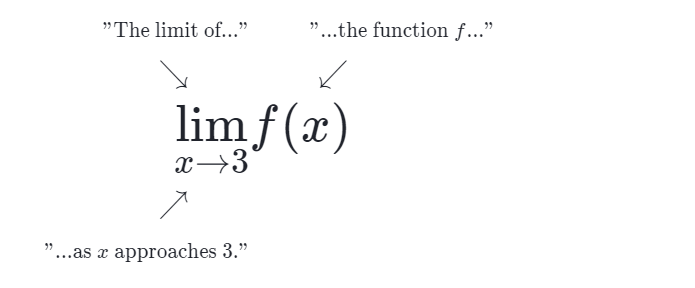 ”The limit of...” ”...the function f...”
lim f(x)
x→3
”...as x approaches 3.”